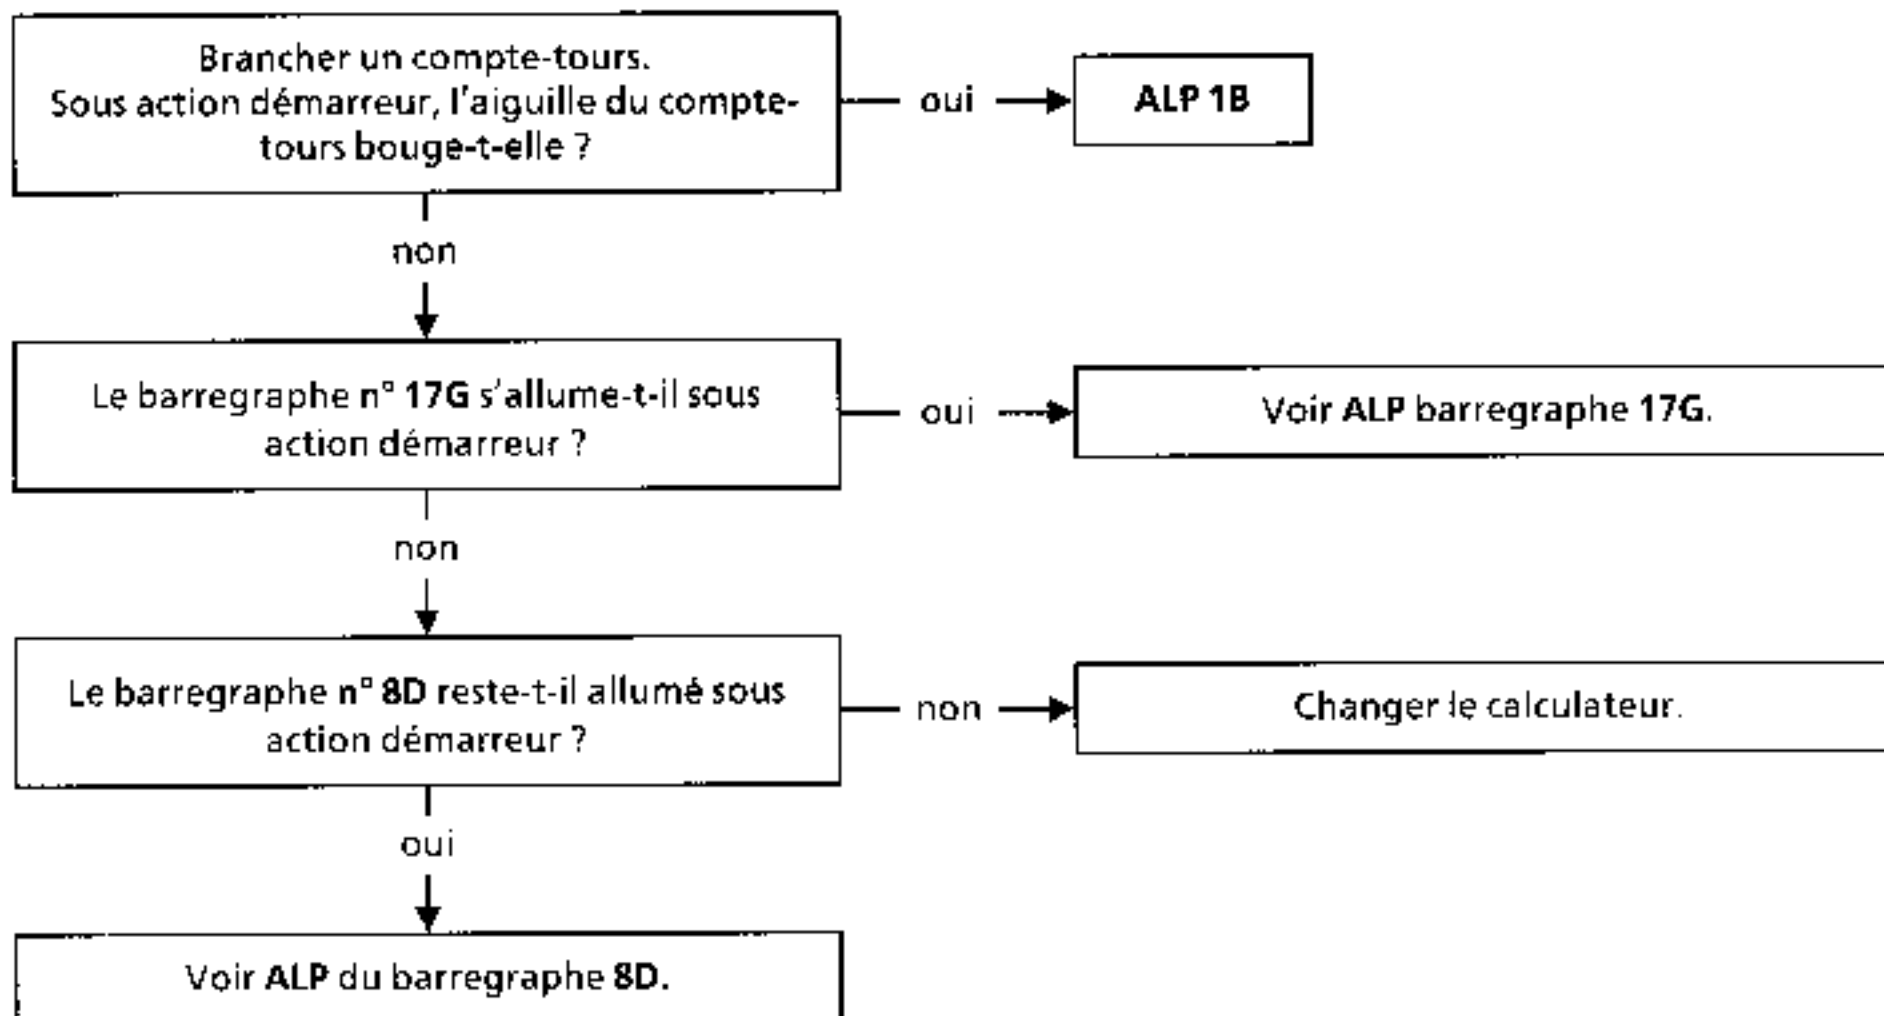 Brancher un compte-tours.
Sous action démarreur, l'aiguille du compte-
tours bouge-t-elle ?
oui
ALP 1B
non
Le barregraphe n° 17G s'allume-t-il sous
action démarreur ?
oui
Voir ALP barregraphe 17G.
non
Le barregraphe n° 8D reste-t-il allumé sous
action démarreur ?
non
Changer le calculateur.
oui
Voir ALP du barregraphe 8D.